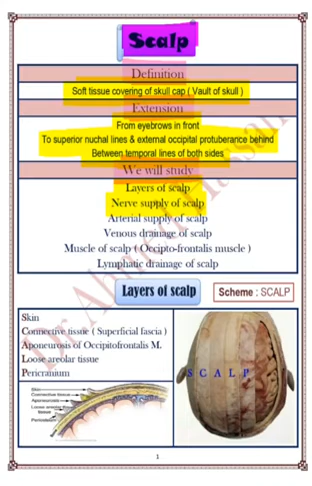 Scalp
Definition
Soft tissue covering of skull cap ( Vault of skull )
Extension
From eyebrows in front
To superior nuchal lines & external occipital protuberance behind
Between temporal lines of both sides
We will study
Layers of scalp
Nerve supply of scalp
Arterial supply of scalp
Venous drainage of scalp
Muscle of scalp ( Occipto-frontalis muscle )
Lymphatic drainage of scalp
Layers of scalp
Scheme : SCALP
Skin
Connective tissue ( Superficial fascia )
Aponeurosis of Occipitofrontalis M.
Loose areolar tissue
Pericranium
Skin
Connective tissue
Aponeurosis
Loose areolar
tissue
Pericranium
S C A L P
1